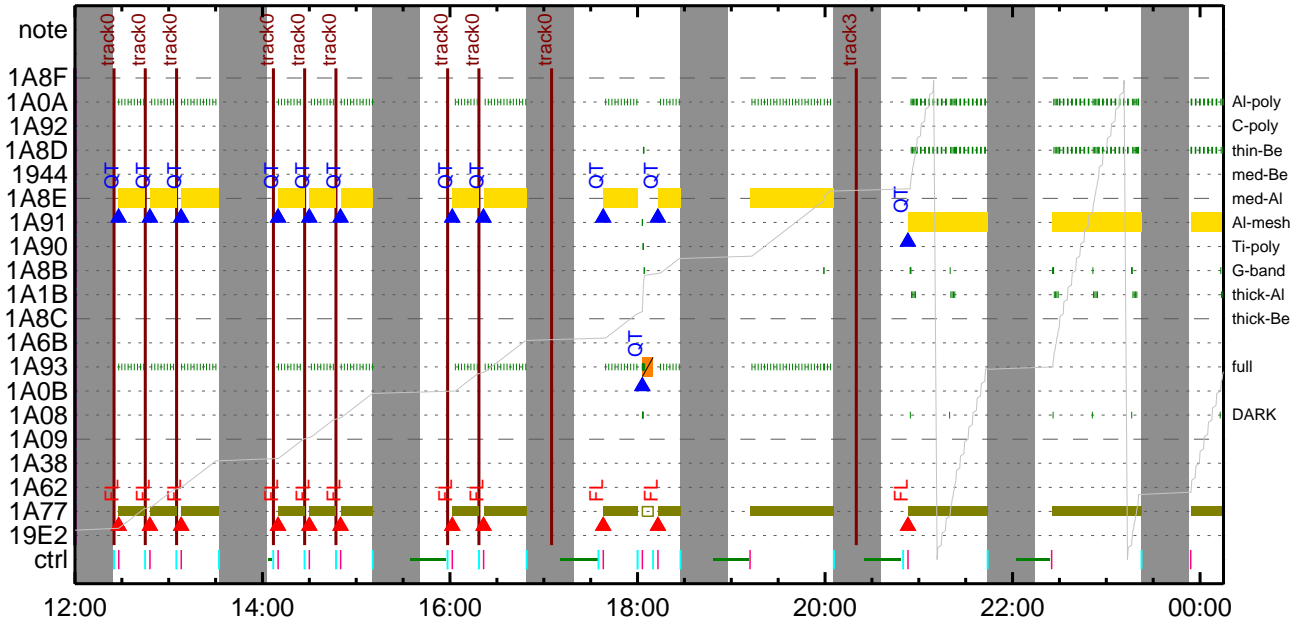 note
track0 track0 track0 track0 track0 track0 track0 track0 track0 track3
1A8F
1A0A Al-poly
1A92 C-poly
1A8D thin-Be
1944 med-Be
QT QT QT QT QT QT QT QT QT QT
1A8E med-Al
QT
1A91 Al-mesh
1A90 Ti-poly
1A8B G-band
1A1B thick-Al
1A8C thick-Be
1A6B
QT
1A93 full
1A0B
1A08 DARK
1A09
1A38
1A62
FL FL FL FL FL FL FL FL FL FL FL
1A77
19E2
ctrl
12:00 14:00 16:00 18:00 20:00 22:00 00:00